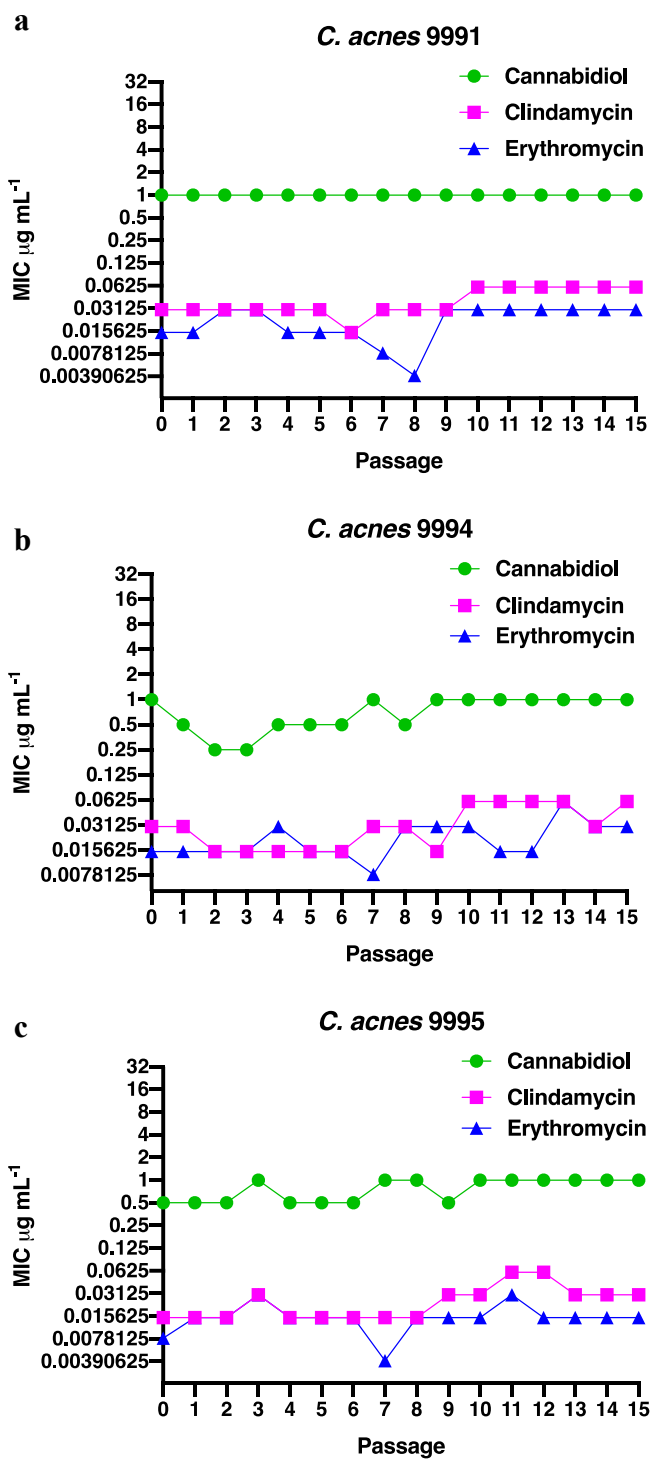 a
C. acnes 9991
Cannabidiol
Clindamycin
Erythromycin
MIC μg mL-1
32
16
8
4
2
1
0.5
0.25
0.125
0.0625
0.03125
0.015625
0.0078125
0.00390625
0 1 2 3 4 5 6 7 8 9 10 11 12 13 14 15
Passage
b
C. acnes 9994
Cannabidiol
Clindamycin
Erythromycin
MIC μg mL-1
32
16
8
4
2
1
0.5
0.25
0.125
0.0625
0.03125
0.015625
0.0078125
0 1 2 3 4 5 6 7 8 9 10 11 12 13 14 15
Passage
c
C. acnes 9995
Cannabidiol
Clindamycin
Erythromycin
MIC μg mL-1
32
16
8
4
2
1
0.5
0.25
0.125
0.0625
0.03125
0.015625
0.0078125
0.00390625
0 1 2 3 4 5 6 7 8 9 10 11 12 13 14 15
Passage